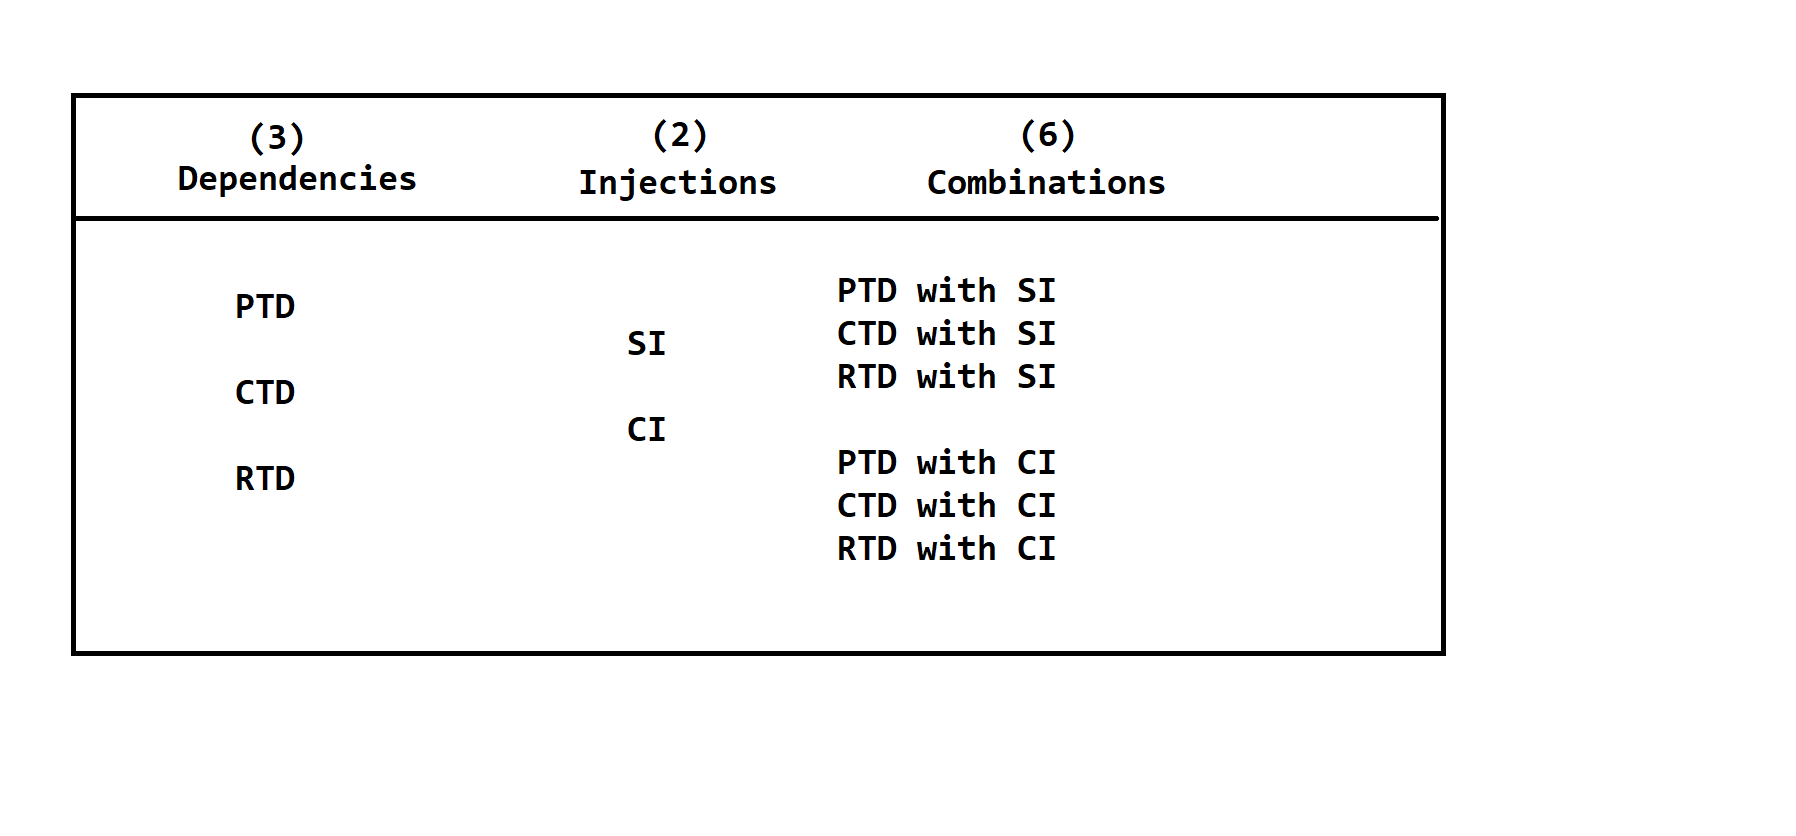 (3) (2) (6)
Dependencies Injections Combinations
PTD
CTD
RTD
SI
CI
PTD with SI
CTD with SI
RTD with SI
PTD with CI
CTD with CI
RTD with CI